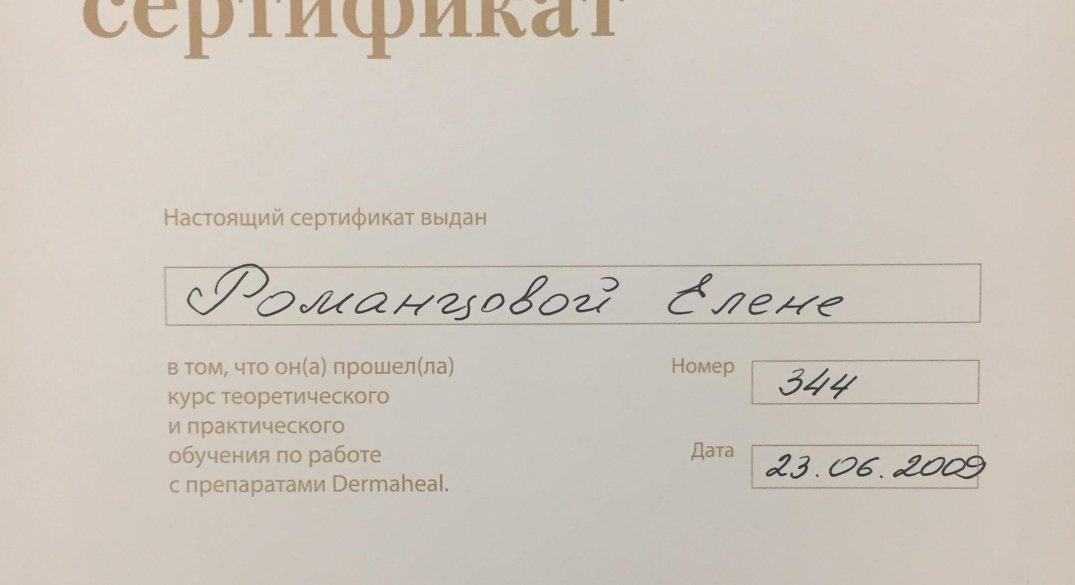 сертификат
Настоящий сертификат выдан
Романцовой Елене
в том, что он(а) прошел(ла)
курс теоретического
и практического
обучения по работе
с препаратами Dermaheal.
Номер 344
Дата 23.06.2009